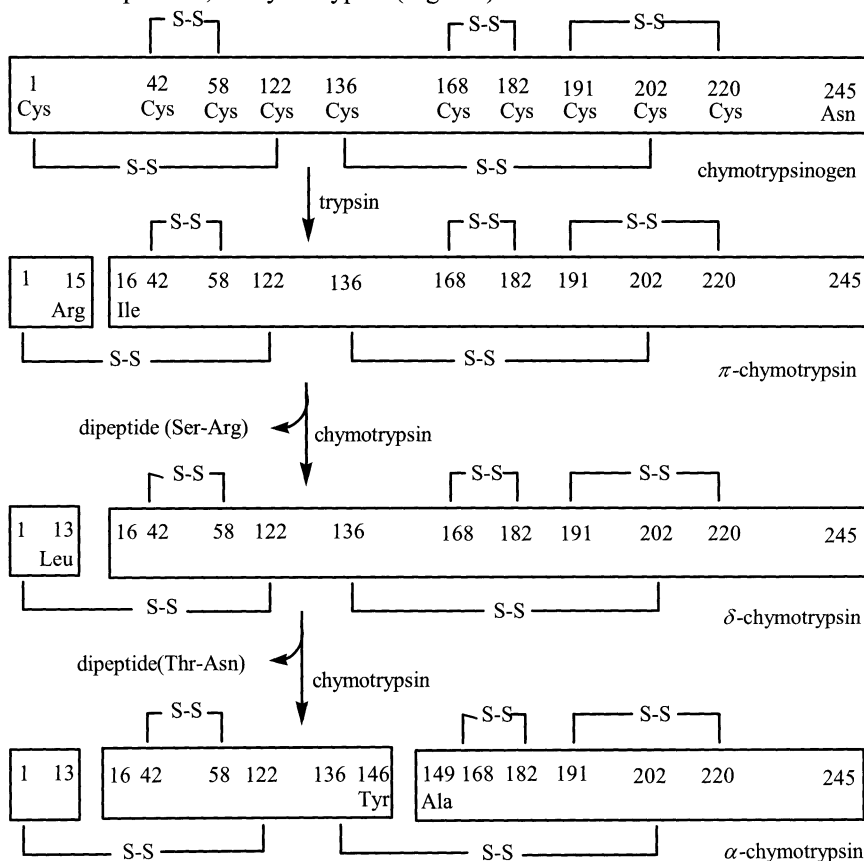 S-S S-S S-S
1 42 58 122 136 168 182 191 202 220 245
Cys Cys Cys Cys Cys Cys Cys Cys Cys Cys Asn
S-S S-S
chymotrypsinogen
trypsin
S-S S-S S-S
1 15 16 42 58 122 136 168 182 191 202 220 245
Arg Ile
S-S S-S
π-chymotrypsin
dipeptide (Ser-Arg)
chymotrypsin
S-S S-S S-S
1 13 16 42 58 122 136 168 182 191 202 220 245
Leu
S-S S-S
δ-chymotrypsin
dipeptide(Thr-Asn)
chymotrypsin
S-S S-S S-S
1 13 16 42 58 122 136 146 149 168 182 191 202 220 245
Tyr Ala
S-S S-S
α-chymotrypsin